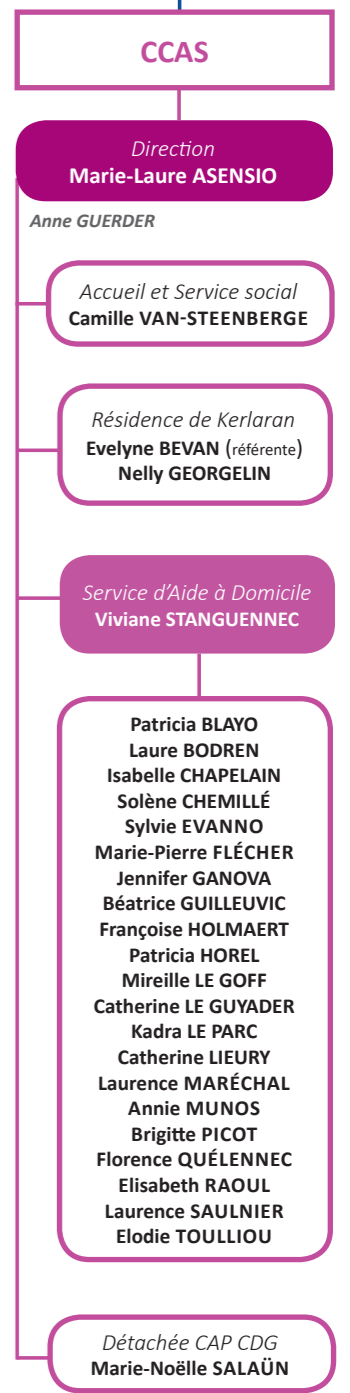 CCAS
Direction
Marie-Laure ASENSIO
Anne GUERDER
Accueil et Service social
Camille VAN-STEENBERGE
Résidence de Kerlaran
Evelyne BEVAN (référente)
Nelly GEORGELIN
Service d'Aide à Domicile
Viviane STANGUENNEC
Patricia BLAYO
Laure BODREN
Isabelle CHAPELAIN
Solène CHEMILLÉ
Sylvie EVANNO
Marie-Pierre FLÉCHER
Jennifer GANOVA
Béatrice GUILLEUVIC
Françoise HOLMAERT
Patricia HOREL
Mireille LE GOFF
Catherine LE GUYADER
Kadra LE PARC
Catherine LIEURY
Laurence MARÉCHAL
Annie MUNOS
Brigitte PICOT
Florence QUÉLENNEC
Elisabeth RAOUL
Laurence SAULNIER
Elodie TOULLIOU
Détachée CAP CDG
Marie-Noëlle SALAÜN